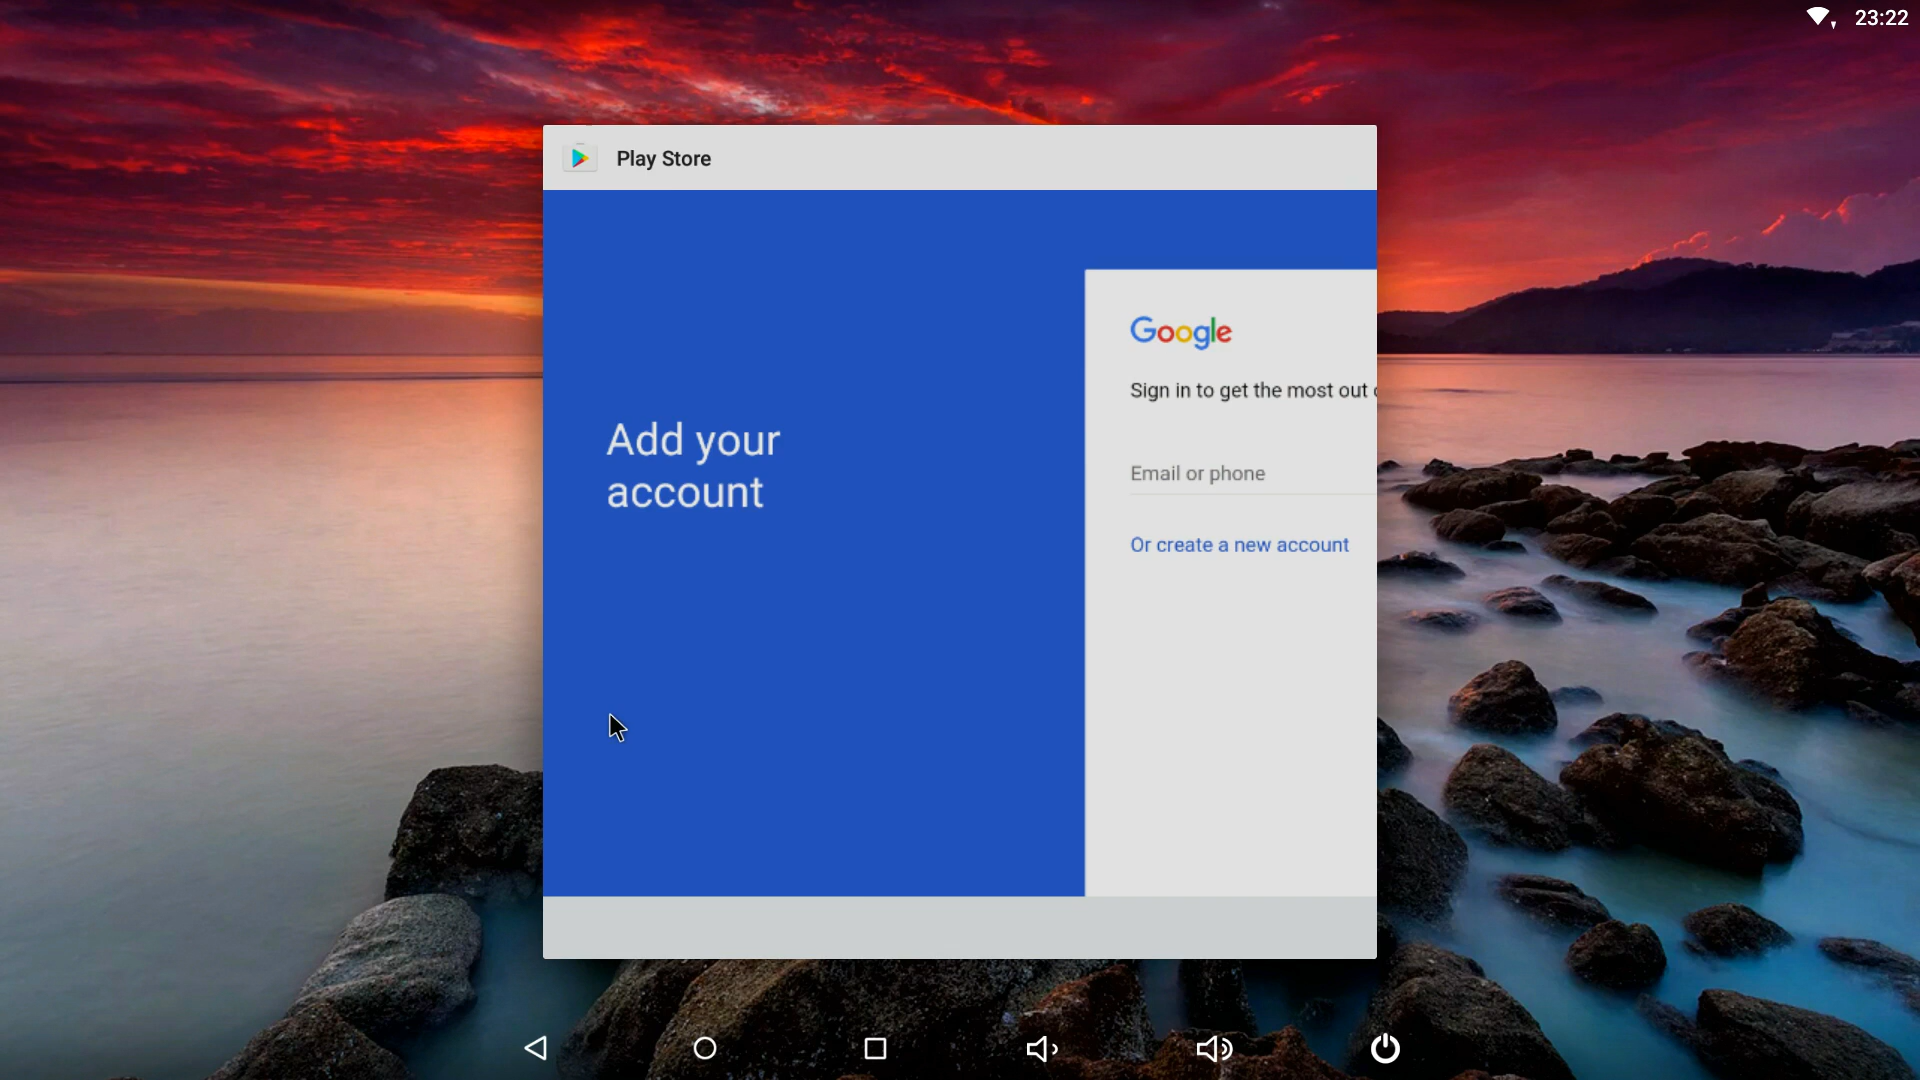 23:22
Play Store
Add your
account
Google
Sign in to get the most out
Email or phone
Or create a new account